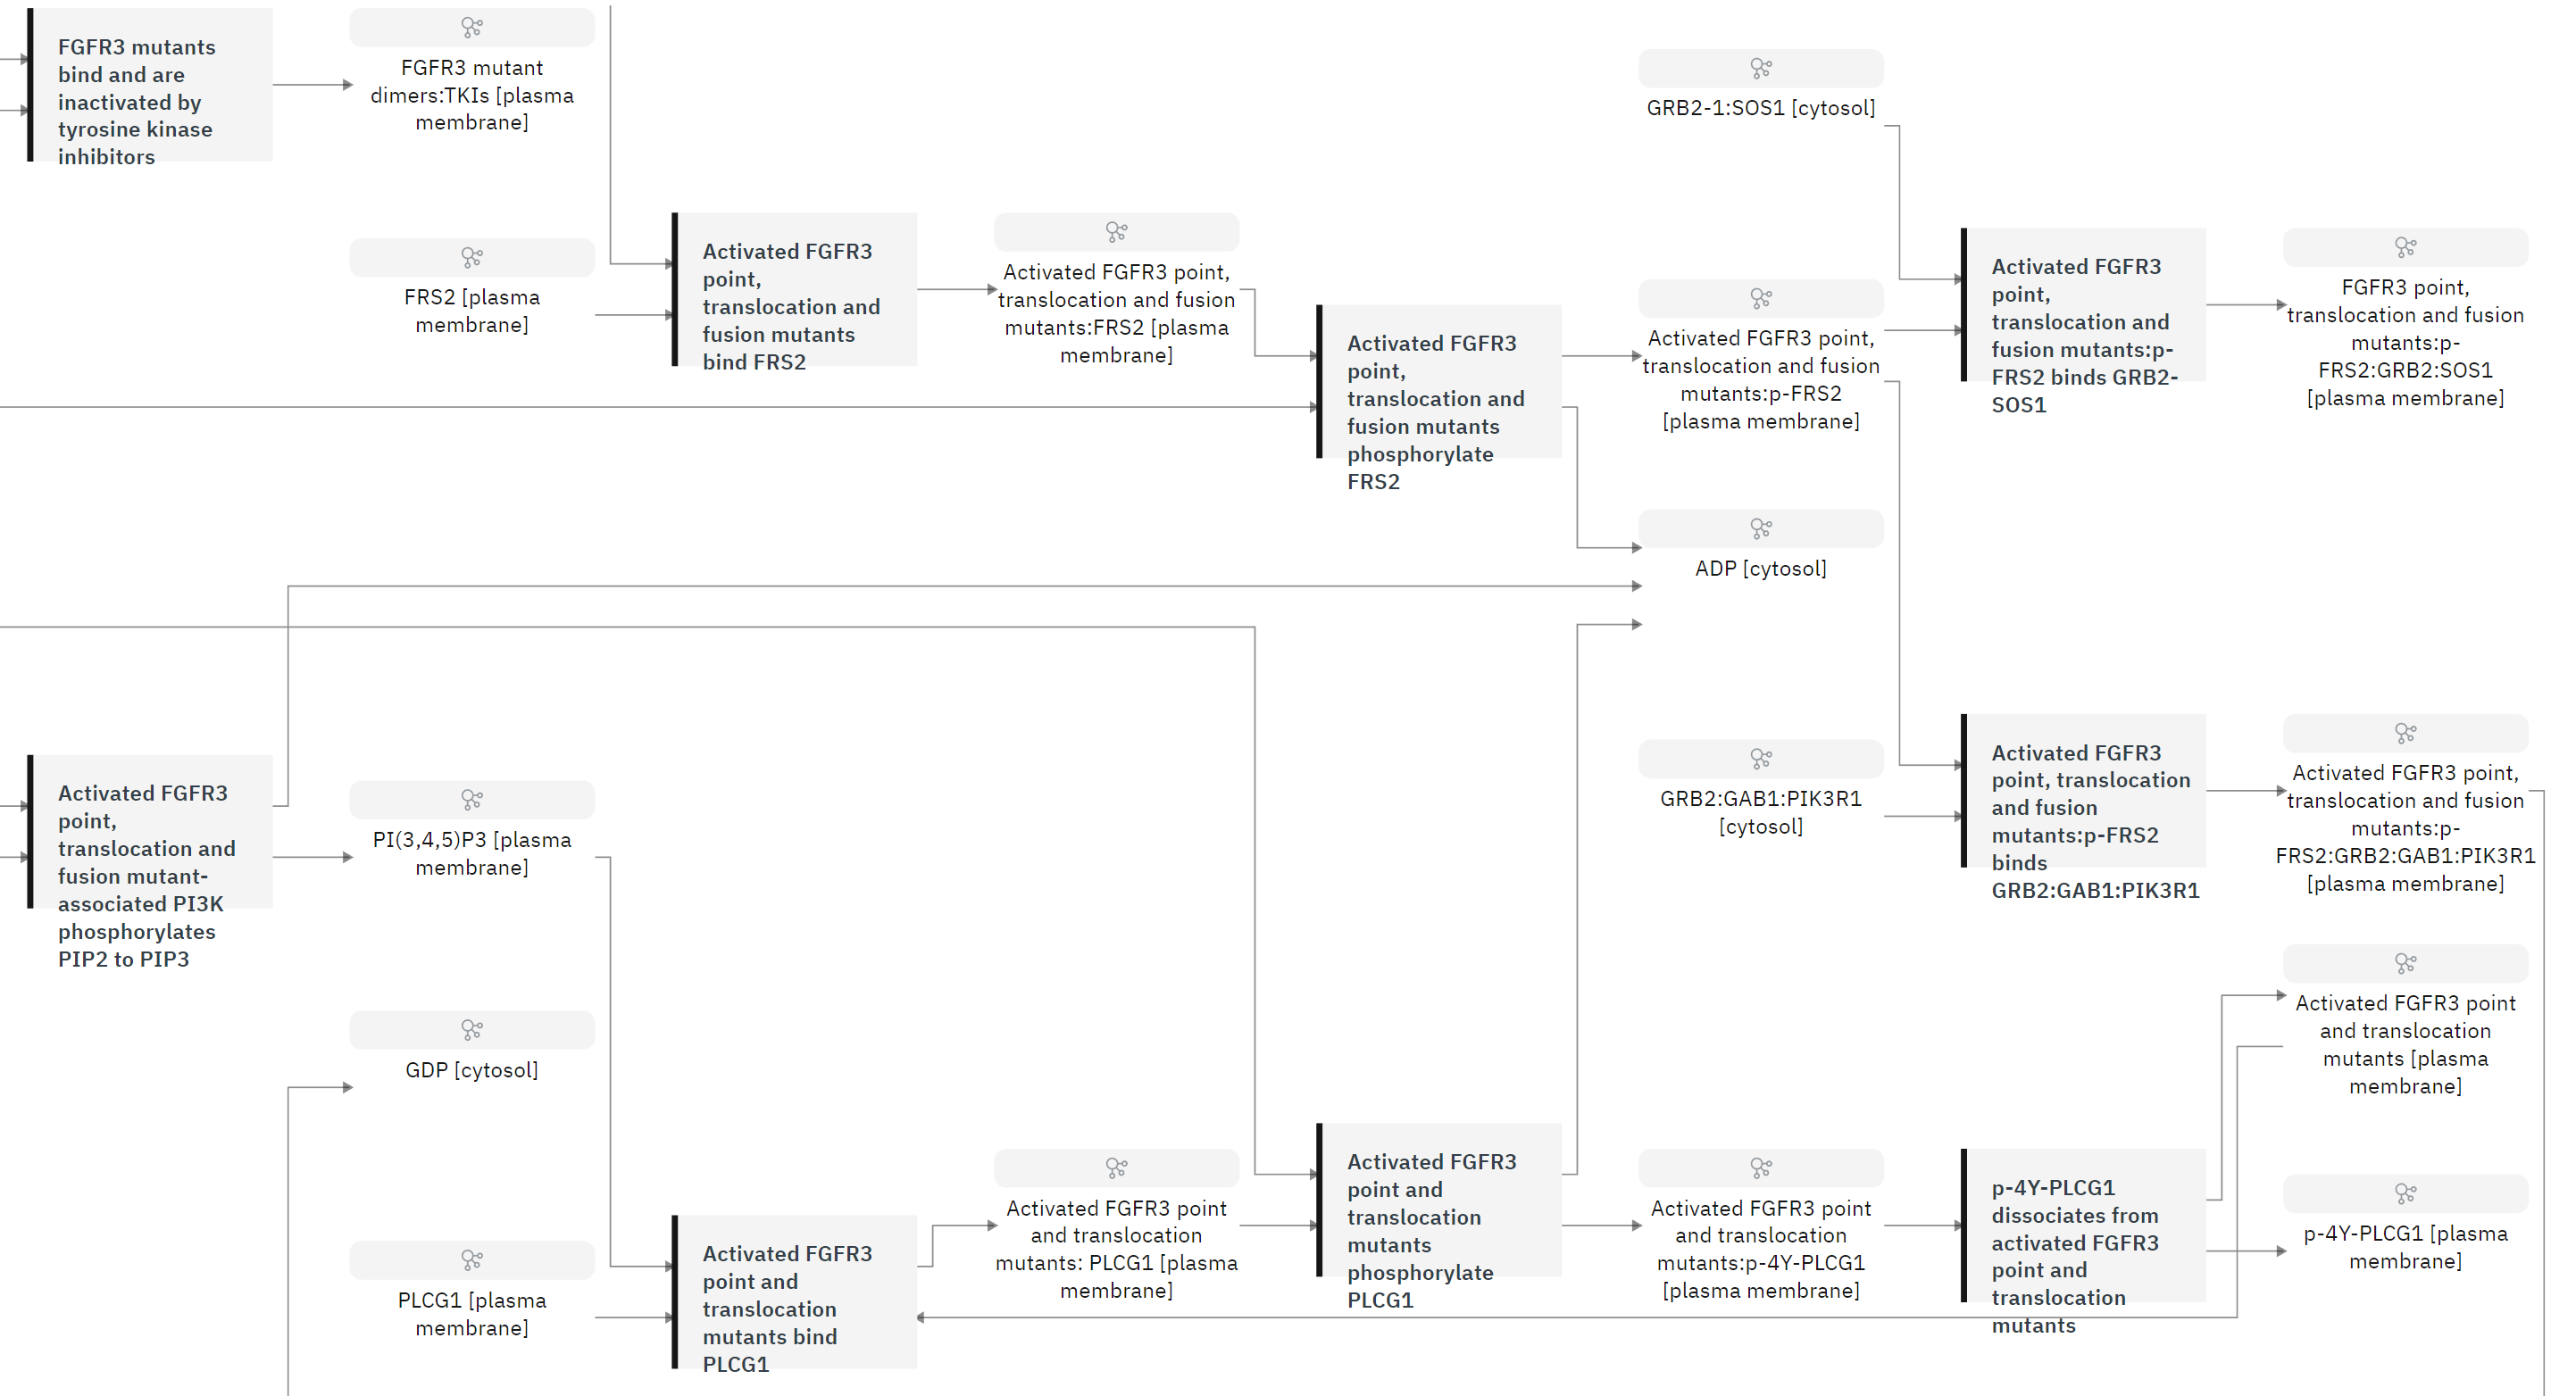 FGFR3 mutants
bind and are
inactivated by
tyrosine kinase
inhibitors
FGFR3 mutant
dimers:TKIs [plasma
membrane]
FRS2 [plasma
membrane]
Activated FGFR3
point,
translocation and
fusion mutants
bind FRS2
Activated FGFR3 point,
translocation and fusion
mutants:FRS2 [plasma
membrane]
Activated FGFR3
point,
translocation and
fusion mutants
phosphorylate
FRS2
GRB2-1:SOS1 [cytosol]
Activated FGFR3 point,
translocation and fusion
mutants:p-FRS2
[plasma membrane]
ADP [cytosol]
Activated FGFR3
point,
translocation and
fusion mutants:p-
FRS2 binds GRB2-
SOS1
FGFR3 point,
translocation and fusion
mutants:p-
FRS2:GRB2:SOS1
[plasma membrane]
Activated FGFR3
point,
translocation and
fusion mutant-
associated PI3K
phosphorylates
PIP2 to PIP3
PI(3,4,5)P3 [plasma
membrane]
GDP [cytosol]
PLCG1 [plasma
membrane]
Activated FGFR3
point and
translocation
mutants bind
PLCG1
Activated FGFR3 point
and translocation
mutants: PLCG1 [plasma
membrane]
Activated FGFR3
point and
translocation
mutants
phosphorylate
PLCG1
GRB2:GAB1:PIK3R1
[cytosol]
Activated FGFR3
point, translocation
and fusion
mutants:p-FRS2
binds
GRB2:GAB1:PIK3R1
Activated FGFR3 point,
translocation and fusion
mutants:p-
FRS2:GRB2:GAB1:PIK3R1
[plasma membrane]
Activated FGFR3 point
and translocation
mutants:p-4Y-PLCG1
[plasma membrane]
p-4Y-PLCG1
dissociates from
activated FGFR3
point and
translocation
mutants
Activated FGFR3 point
and translocation
mutants [plasma
membrane]
p-4Y-PLCG1 [plasma
membrane]